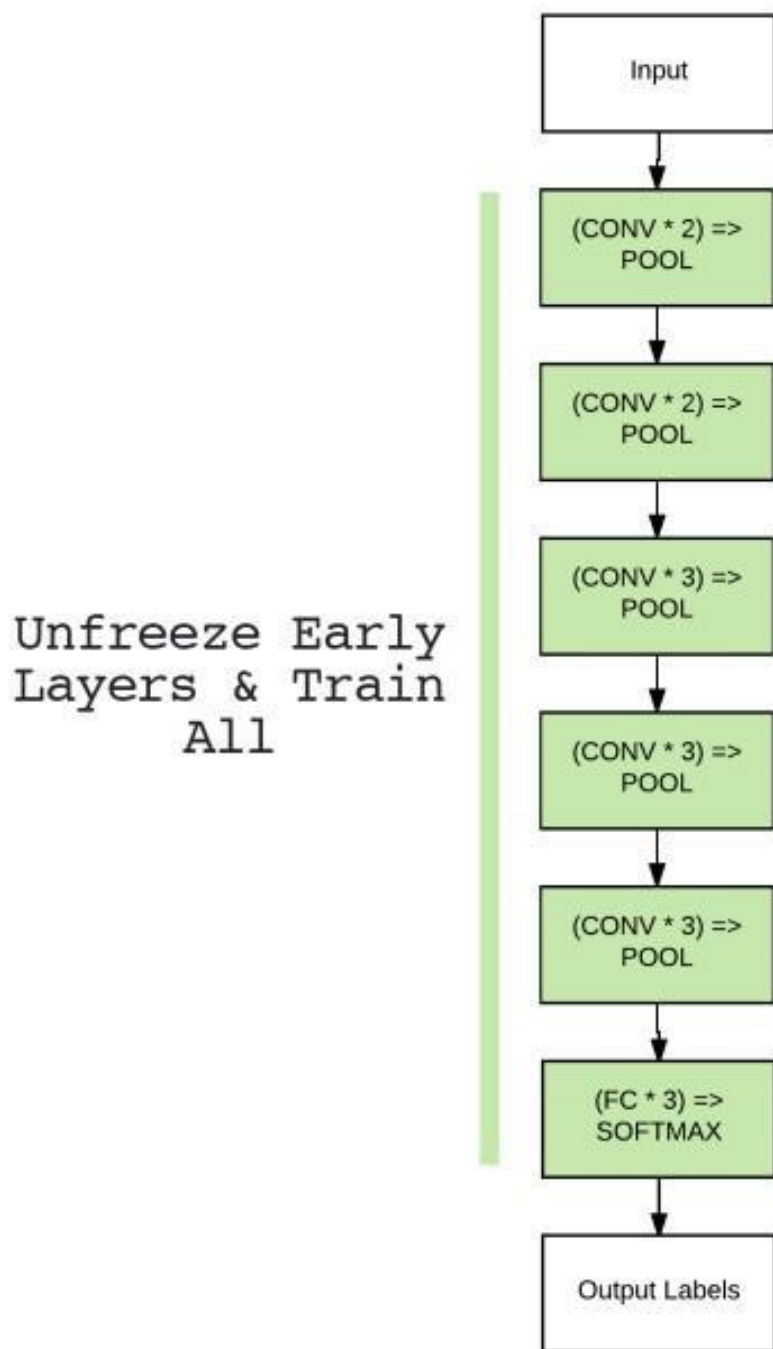 Input
(CONV * 2) =>
POOL
(CONV * 2) =>
POOL
(CONV * 3) =>
POOL
Unfreeze Early
Layers & Train
All
(CONV * 3) =>
POOL
(CONV * 3) =>
POOL
(FC * 3) =>
SOFTMAX
Output Labels